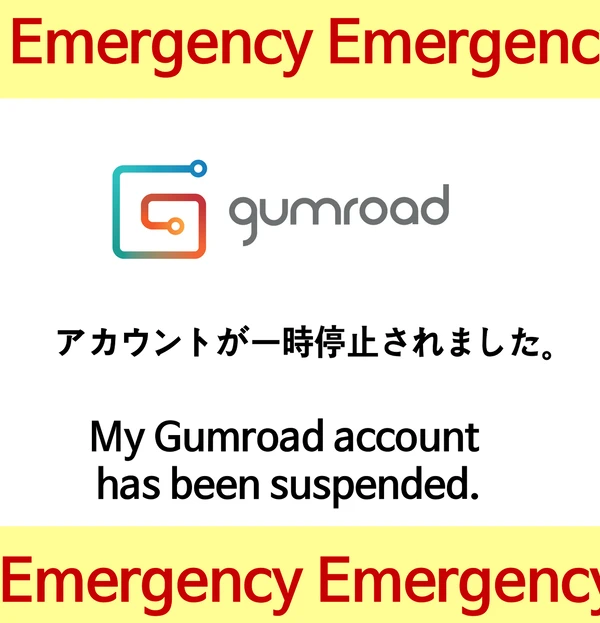 Emergency Emergenc
gumroad
アカウントが一時停止されました。
My Gumroad account
has been suspended.
Emergency Emergency